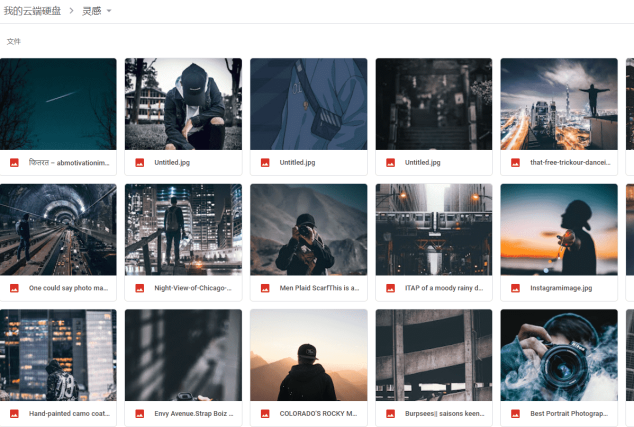 我的云端硬盘 > 灵感
文件
फितरत – abmotivationim...
Untitled.jpg
Untitled.jpg
Untitled.jpg
that-free-trickour-dancei...
One could say photo ma...
Night-View-of-Chicago-...
Men Plaid ScarfThis is a...
ITAP of a moody rainy d...
Instagramimage.jpg
Hand-painted camo coat...
Envy Avenue.Strap Boiz ...
COLORADO'S ROCKY M...
Burpsees|| saisons keen...
Best Portrait Photograp...